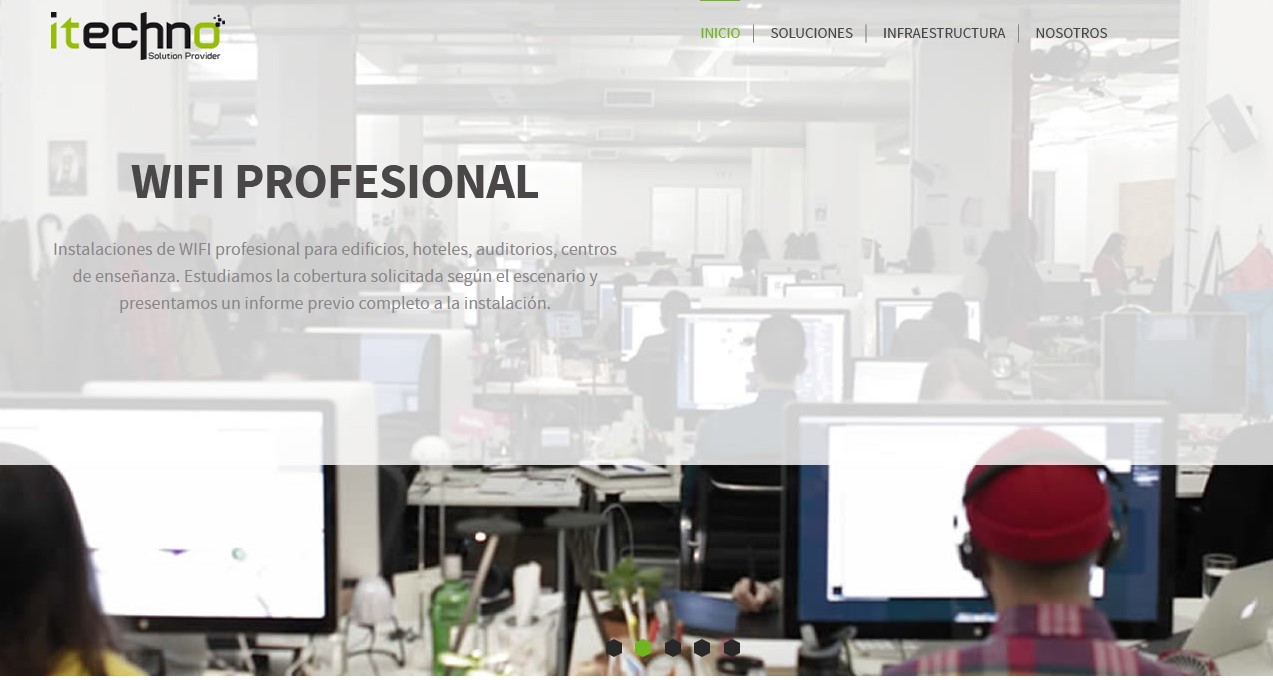 itechno
Solution Provider
INICIO
SOLUCIONES
INFRAESTRUCTURA
NOSOTROS
WIFI PROFESIONAL
Instalaciones de WIFI profesional para edificios, hoteles, auditorios, centros
de enseñanza. Estudiamos la cobertura solicitada según el escenario y
presentamos un informe previo completo a la instalación.